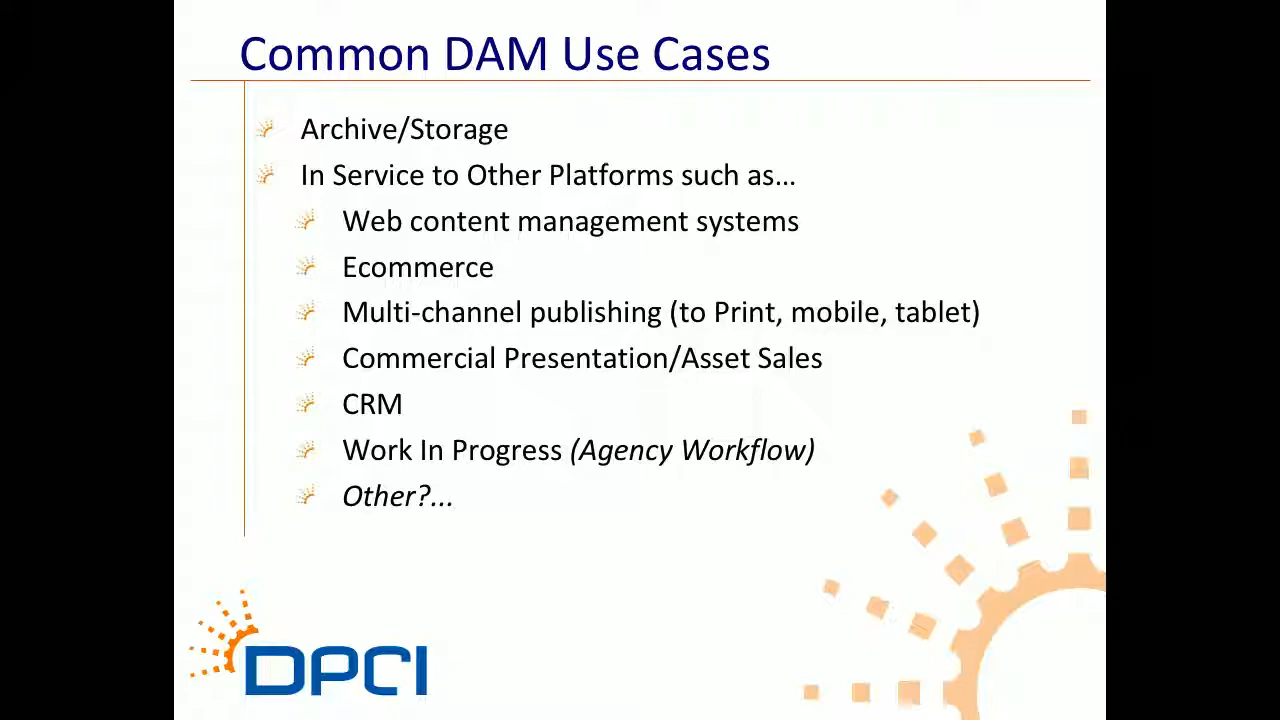 Common DAM Use Cases
Archive/Storage
In Service to Other Platforms such as…
Web content management systems
Ecommerce
Multi-channel publishing (to Print, mobile, tablet)
Commercial Presentation/Asset Sales
CRM
Work In Progress (Agency Workflow)
Other?...
DPCI